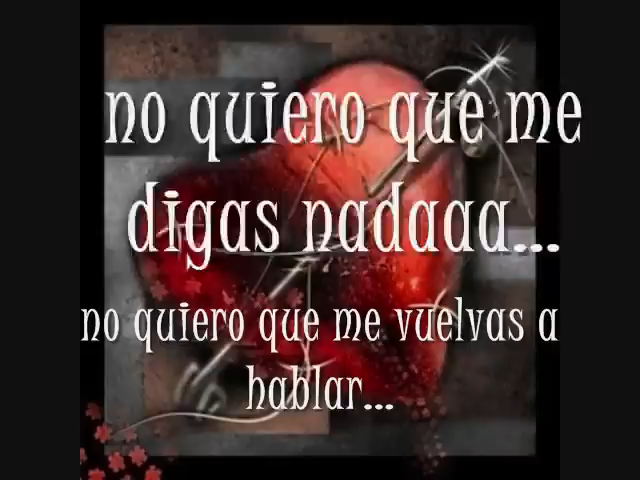 no quiero que me
digas nadaaa...
no quiero que me vuelvas a
hablar...